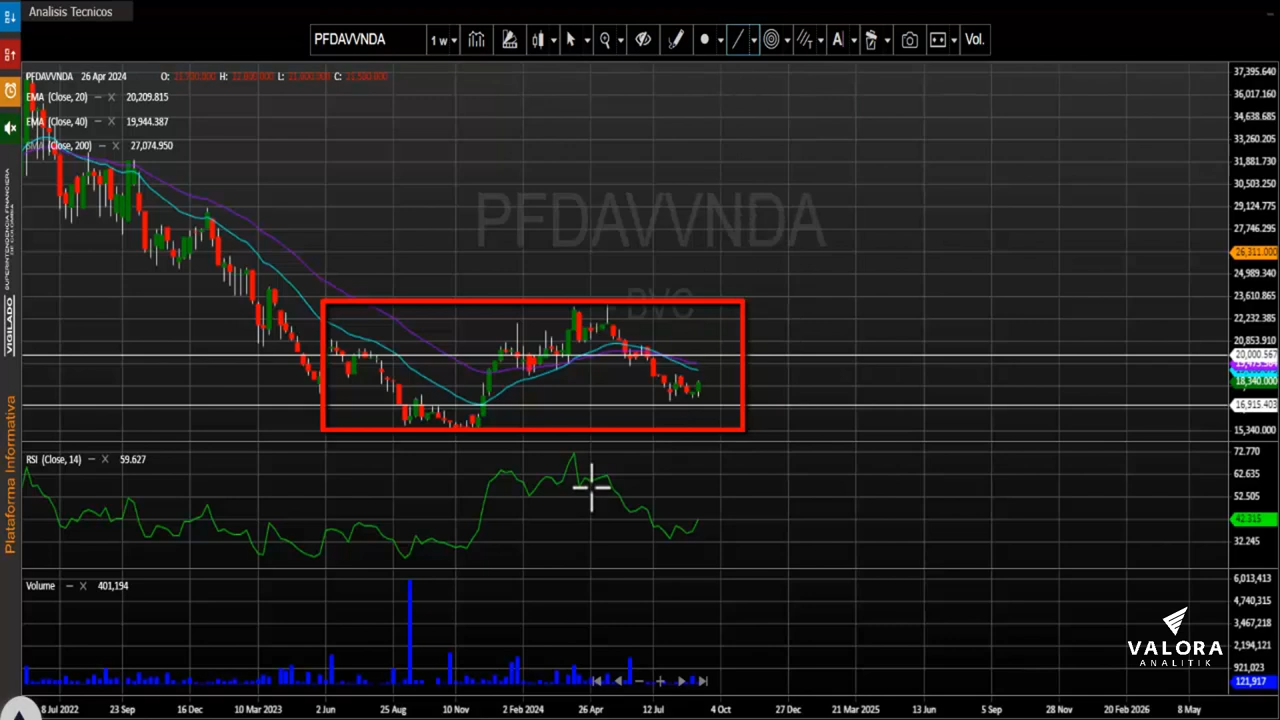 Analisis Tecnicos
PFDAVVNDA 1 w Vol.
PFDAVVNDA 26 Apr 2024 O: H: L: C:
EMA (Close, 20) — X 20,209.815
EMA (Close, 40) — X 19,944.387
SMA (Close, 200) — X 27,074.950
PFDAVVNDA
BVC
37,395.640
36,017.160
34,638.685
33,260.205
31,881.730
30,503.250
29,124.775
27,746.295
26,311.000
24,989.340
23,610.865
22,232.385
20,853.910
20,000.567
18,340.000
16,915.403
15,340.000
RSI (Close, 14) — X 59.627
72.770
62.635
52.505
42.315
32.245
Volume — X 401,194
6,013,413
4,740,315
3,467,218
2,194,121
921,023
121,917
8 Jul 2022 23 Sep 16 Dec 10 Mar 2023 2 Jun 25 Aug 10 Nov 2 Feb 2024 26 Apr 12 Jul 4 Oct 27 Dec 21 Mar 2025 13 Jun 5 Sep 28 Nov 20 Feb 2026 8 May
VIGILADO
SUPERINTENDENCIA FINANCIERA
DE COLOMBIA
Plataforma Informativa
VALORA
ANALITIK